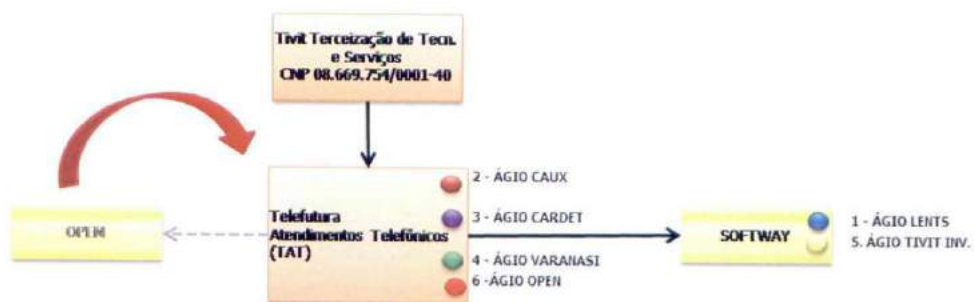 Tivit Terceização de Tecn.
e Serviços
CNP 08.669.754/0001-40
2 - ÁGIO CAUX
3 - ÁGIO CARDET
4 - ÁGIO VARANASI
6 - ÁGIO OPEN
Telefutura
Atendimentos Telefônicos
(TAT)
OPEN
SOFTWAY
1 - ÁGIO LENTS
5. ÁGIO TIVIT INV.